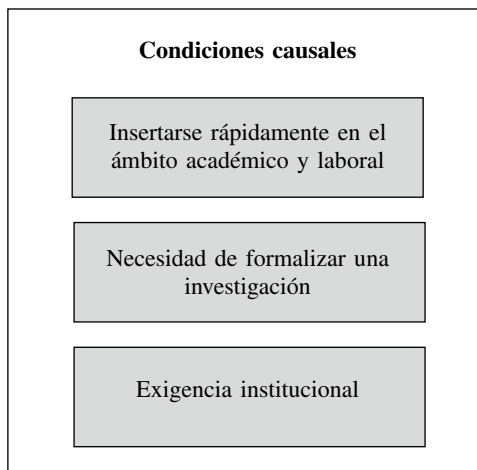 Condiciones causales
Insertarse rápidamente en el
ámbito académico y laboral
Necesidad de formalizar una
investigación
Exigencia institucional